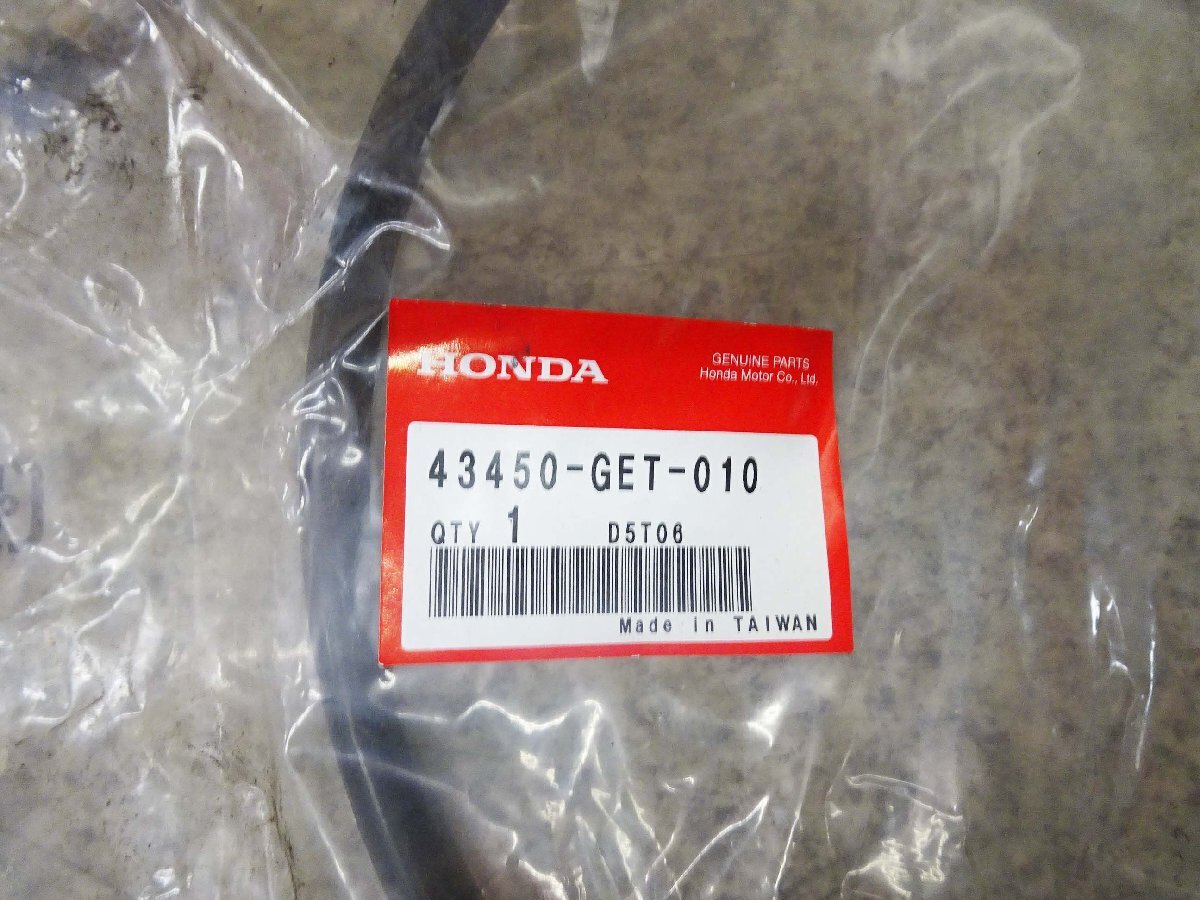 HONDA
GENUINE PARTS
Honda Motor Co., Ltd.
43450-GET-010
QTY 1 D5T06
Made in TAIWAN